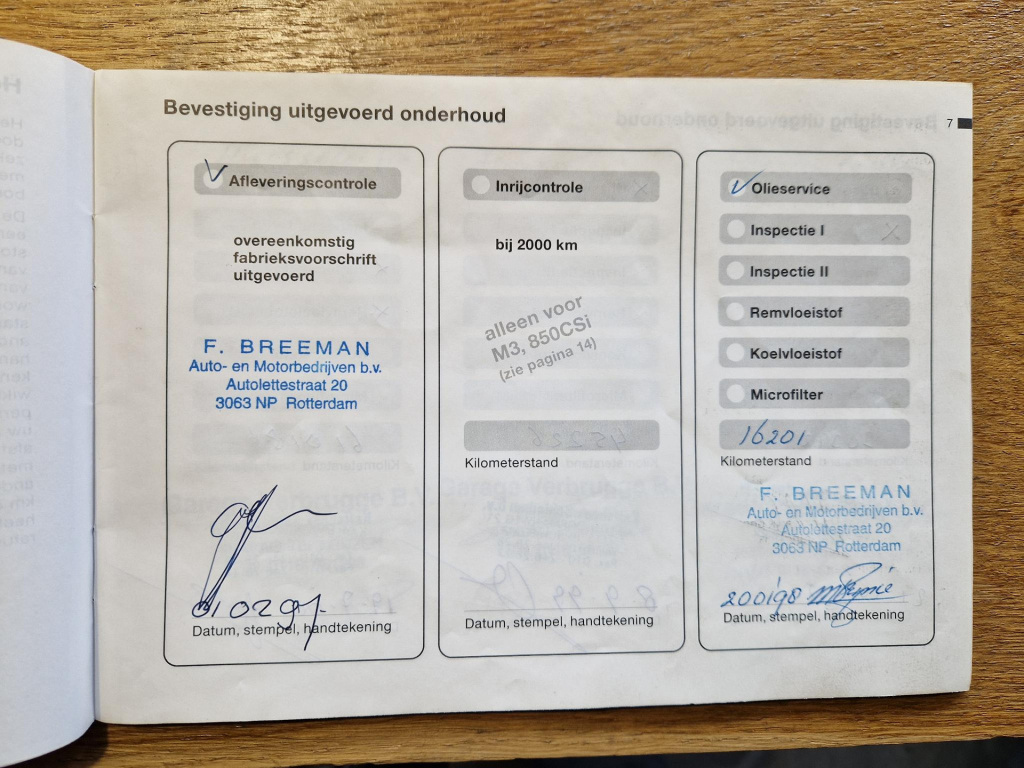 Bevestiging uitgevoerd onderhoud
7
Afleveringscontrole
overeenkomstig
fabrieksvoorschrift
uitgevoerd
F. BREEMAN
Auto- en Motorbedrijven b.v.
Autolettestraat 20
3063 NP Rotterdam
010297
Datum, stempel, handtekening
Inrijcontrole
bij 2000 km
alleen voor
M3, 850CSi
(zie pagina 14)
Kilometerstand
Datum, stempel, handtekening
Olieservice
Inspectie I
Inspectie II
Remvloeistof
Koelvloeistof
Microfilter
16201
Kilometerstand
F. BREEMAN
Auto- en Motorbedrijven b.v.
Autolettestraat 20
3063 NP Rotterdam
200198
Datum, stempel, handtekening